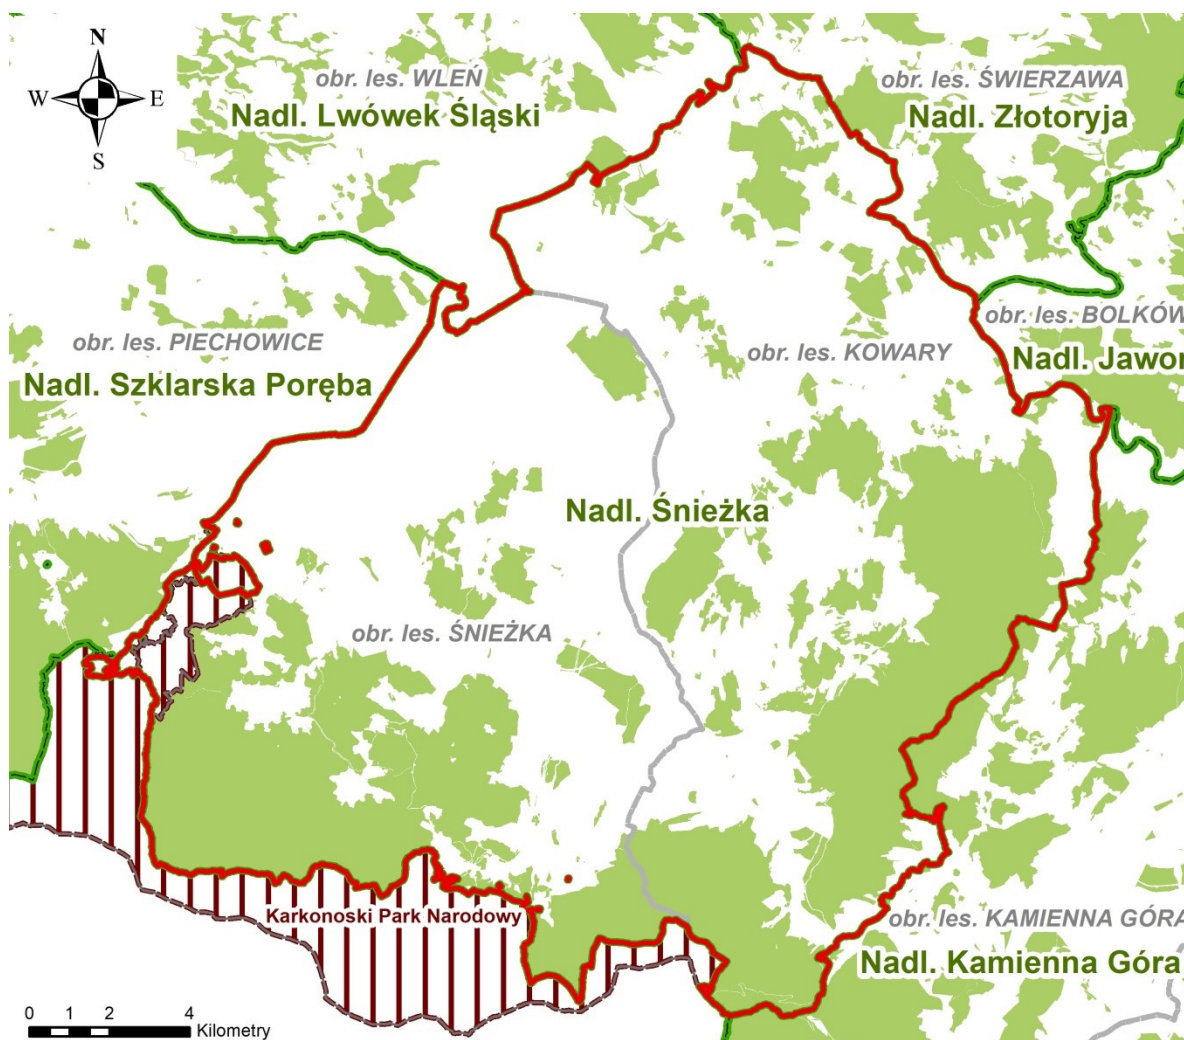 N
W
E
S
obr. les. WLEŃ
Nadl. Lwówek Śląski
obr. les. ŚWIERZAWA
Nadl. Złotoryja
obr. les. PIECHOWICE
Nadl. Szklarska Poręba
obr. les. BOLKÓW
Nadl. Jawor
obr. les. KOWARY
Nadl. Śnieżka
obr. les. ŚNIEŻKA
Karkonoski Park Narodowy
obr. les. KAMIENNA GÓRA
Nadl. Kamienna Góra
0 1 2 4
Kilometry